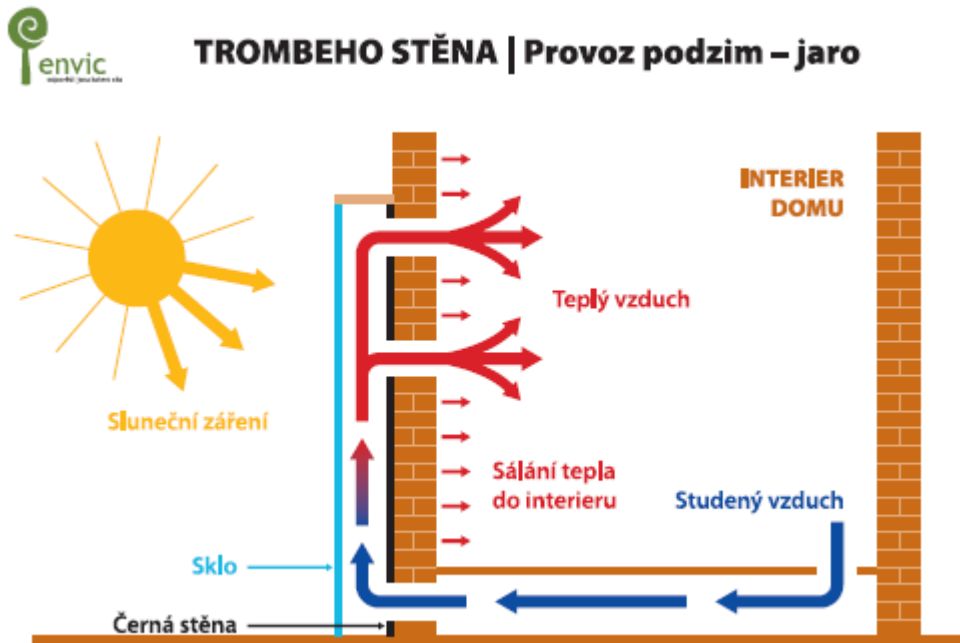 envic
TROMBEHO STĚNA | Provoz podzim – jaro
INTERIER
DOMU
Teplý vzduch
Sluneční záření
Sálání tepla
do interieru
Studený vzduch
Sklo
Černá stěna